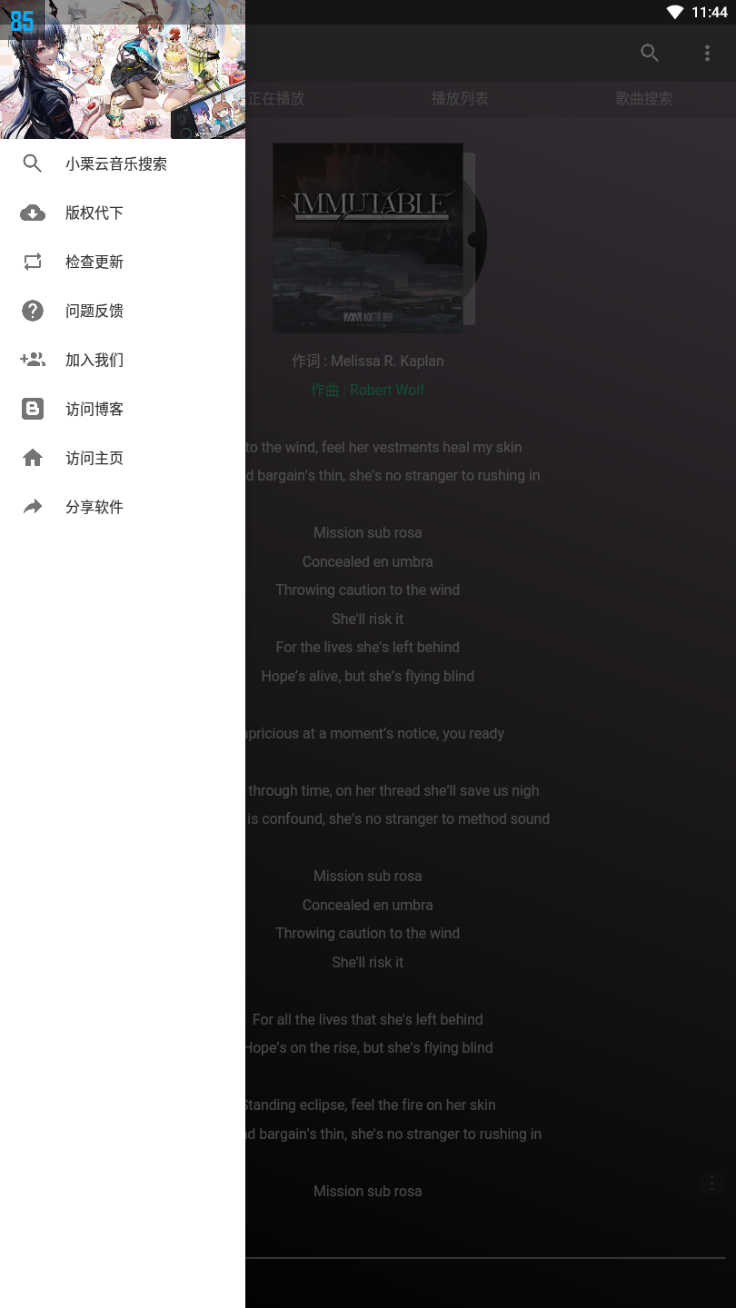 85
11:44
正在播放
播放列表
歌曲搜索
小栗云音乐搜索
版权代下
检查更新
问题反馈
加入我们
访问博客
访问主页
分享软件
IMMUTABLE
MONSTER SIREN
作词 : Melissa R. Kaplan
作曲 : Robert Wolf
to the wind, feel her vestments heal my skin
d bargain's thin, she's no stranger to rushing in
Mission sub rosa
Concealed en umbra
Throwing caution to the wind
She'll risk it
For the lives she's left behind
Hope's alive, but she's flying blind
apricious at a moment's notice, you ready
through time, on her thread she'll save us nigh
is confound, she's no stranger to method sound
Mission sub rosa
Concealed en umbra
Throwing caution to the wind
She'll risk it
For all the lives that she's left behind
Hope's on the rise, but she's flying blind
Standing eclipse, feel the fire on her skin
nd bargain's thin, she's no stranger to rushing in
Mission sub rosa